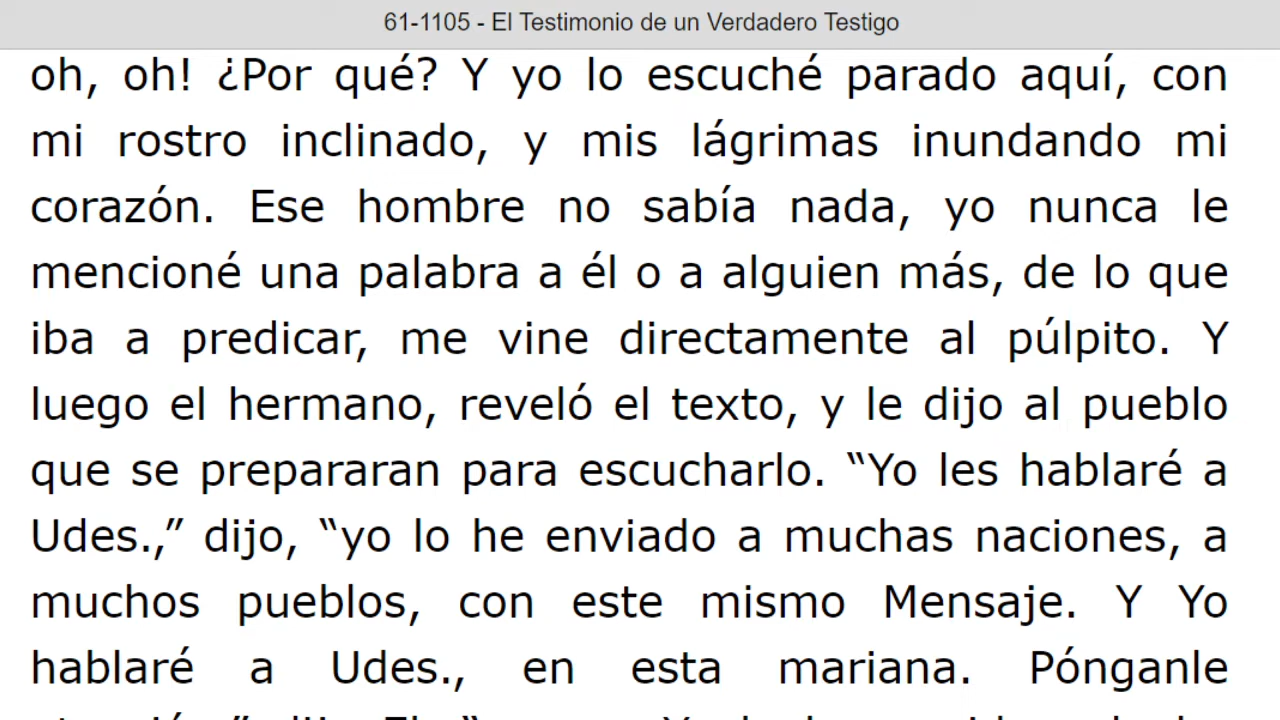 61-1105 - El Testimonio de un Verdadero Testigo
oh, oh! ¿Por qué? Y yo lo escuché parado aquí, con
mi rostro inclinado, y mis lágrimas inundando mi
corazón. Ese hombre no sabía nada, yo nunca le
mencioné una palabra a él o a alguien más, de lo que
iba a predicar, me vine directamente al púlpito. Y
luego el hermano, reveló el texto, y le dijo al pueblo
que se prepararan para escucharlo. “Yo les hablaré a
Udes.,” dijo, “yo lo he enviado a muchas naciones, a
muchos pueblos, con este mismo Mensaje. Y Yo
hablaré a Udes., en esta mariana. Pónganle